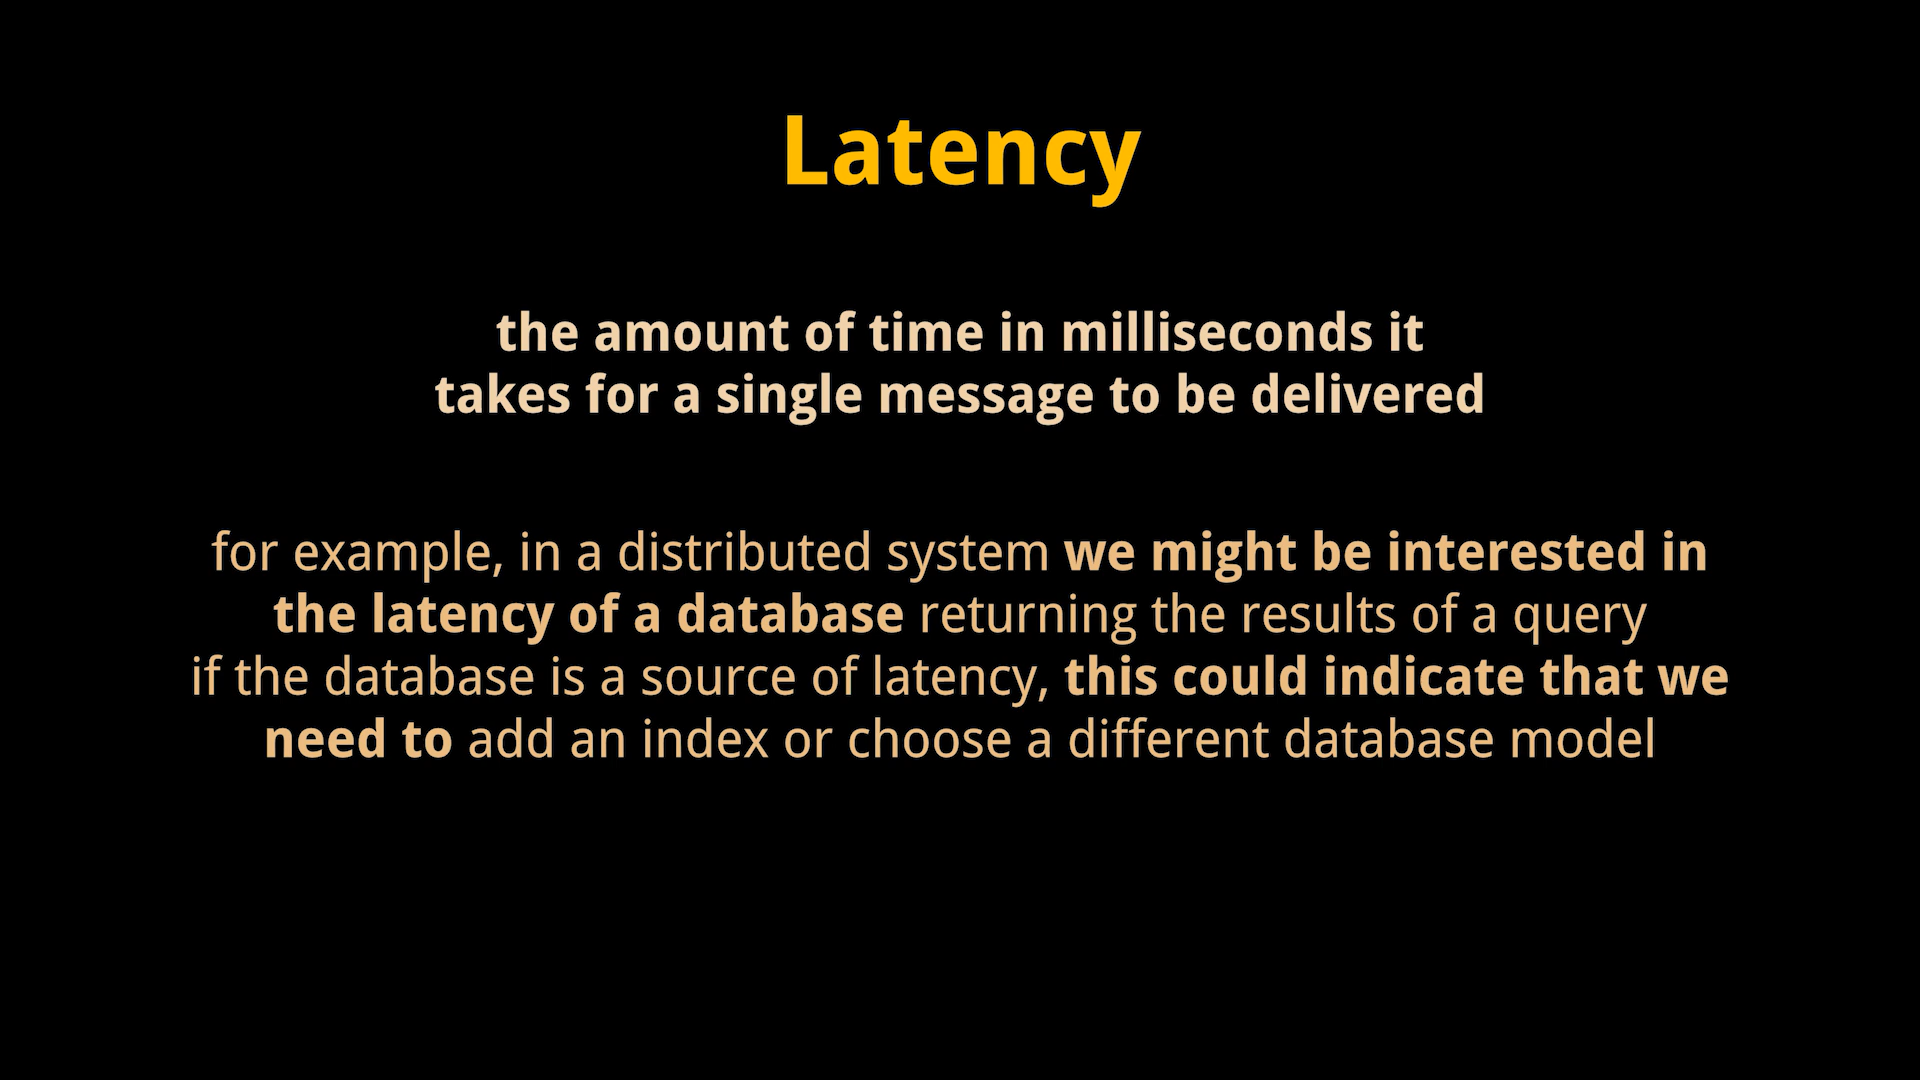 Latency
the amount of time in milliseconds it
takes for a single message to be delivered
for example, in a distributed system we might be interested in
the latency of a database returning the results of a query
if the database is a source of latency, this could indicate that we
need to add an index or choose a different database model